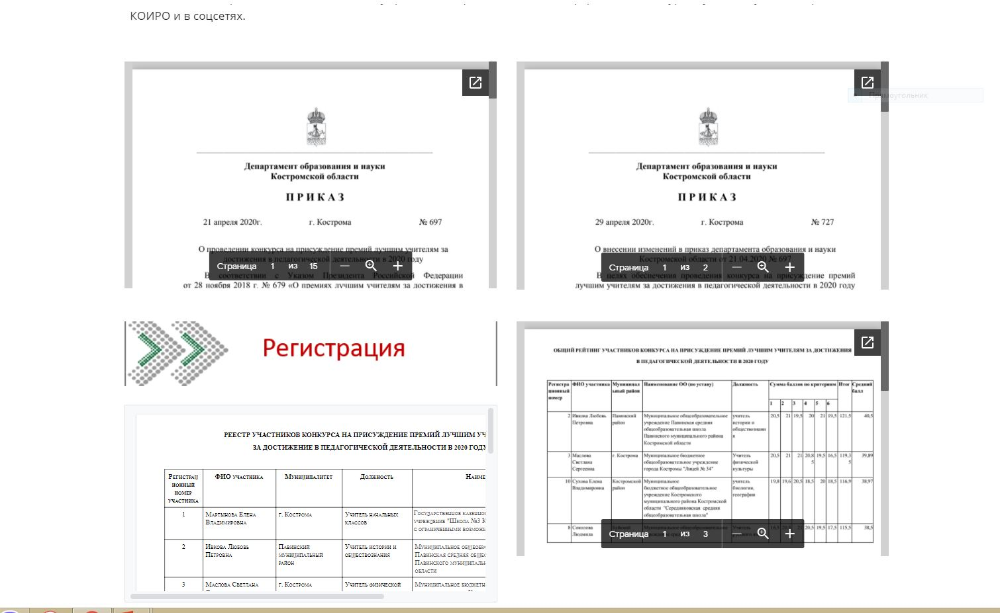 КОИРО и в соцсетях.
Департамент образования и науки
Костромской области
П Р И К А З
21 апреля 2020г. г. Кострома № 697
О проведении конкурса на присуждение премий лучшим учителям за
достижения в педагогической деятельности в 2020 году
В соответствии с Указом Президента Российской Федерации
от 28 ноября 2018 г. № 679 «О премиях лучшим учителям за достижения в
Страница 1 из 15
Прямоугольник
Департамент образования и науки
Костромской области
П Р И К А З
29 апреля 2020г. г. Кострома № 727
О внесении изменений в приказ департамента образования и науки
Костромской области от 21.04.2020 № 697
В целях обеспечения проведения конкурса на присуждение премий
лучшим учителям за достижения в педагогической деятельности в 2020 году
Страница 1 из 2
Регистрация
РЕЕСТР УЧАСТНИКОВ КОНКУРСА НА ПРИСУЖДЕНИЕ ПРЕМИЙ ЛУЧШИМ УЧ
ЗА ДОСТИЖЕНИЕ В ПЕДАГОГИЧЕСКОЙ ДЕЯТЕЛЬНОСТИ В 2020 ГОДУ
РЕГИСТРАЦ ФИО УЧАСТНИКА МУНИЦИПАЛИТЕТ ДОЛЖНОСТЬ НАИМЕ
ИОННЫЙ
НОМЕР
УЧАСТНИКА
1 МАРТЫНОВА ЕЛЕНА Г. КОСТРОМА УЧИТЕЛЬ НАЧАЛЬНЫХ ГОСУДАРСТВЕННОЕ КАЗЕННО
ВЛАДИМИРОВНА КЛАССОВ УЧРЕЖДЕНИЕ "ШКОЛА №3 К
С ОГРАНИЧЕННЫМИ ВОЗМОЖН
2 ИВКОВА ЛЮБОВЬ ПАВИНСКИЙ УЧИТЕЛЬ ИСТОРИИ И МУНИЦИПАЛЬНОЕ ОБЩЕОБРА
ПЕТРОВНА МУНИЦИПАЛЬНЫЙ ОБЩЕСТВОЗНАНИЯ ПАВИНСКАЯ СРЕДНЯЯ ОБЩЕО
РАЙОН ПАВИНСКОГО МУНИЦИПАЛЬН
ОБЛАСТИ
3 МАСЛОВА СВЕТЛАНА Г. КОСТРОМА УЧИТЕЛЬ ФИЗИЧЕСКОЙ МУНИЦИПАЛЬНОЕ БЮДЖЕТН
ОБЩИЙ РЕЙТИНГ УЧАСТНИКОВ КОНКУРСА НА ПРИСУЖДЕНИЕ ПРЕМИЙ ЛУЧШИМ УЧИТЕЛЯМ ЗА ДОСТИЖЕНИЯ
В ПЕДАГОГИЧЕСКОЙ ДЕЯТЕЛЬНОСТИ В 2020 ГОДУ
Регистра ФИО участника Муниципал Наименование ОО (по уставу) Должность Сумма баллов по критериям Итог Средний
ционный ьный район балл
номер
1 2 3 4 5 6
2 Ивкова Любовь Павинский Муниципальное общеобразовательное учитель 20,5 21 19,5 20 21 19,5 121,5 40,5
Петровна район учреждение Павинская средняя истории и
общеобразовательная школа обществознани
Павинского муниципального района я
Костромской области
3 Маслова г. Кострома Муниципальное бюджетное Учитель 20,5 21 21 20,8 19,5 16,5 119,3 39,89
Светлана общеобразовательное учреждение физической 5 5
Сергеевна города Костромы "Лицей № 34" культуры
10 Сухова Елена Костромской Муниципальное учитель 19,8 19,6 20,5 18,5 20 18,5 116,9 38,97
Владимировна район бюджетное общеобразовательное биологии,
учреждение Костромского географии
муниципального района Костромской
области "Середняковская средняя
общеобразовательная школа"
8 Соколова Муниципальное общеобразовательное Учитель 20,5 19,5 17,5 115,5 38,5
Людмила район
Страница 1 из 3